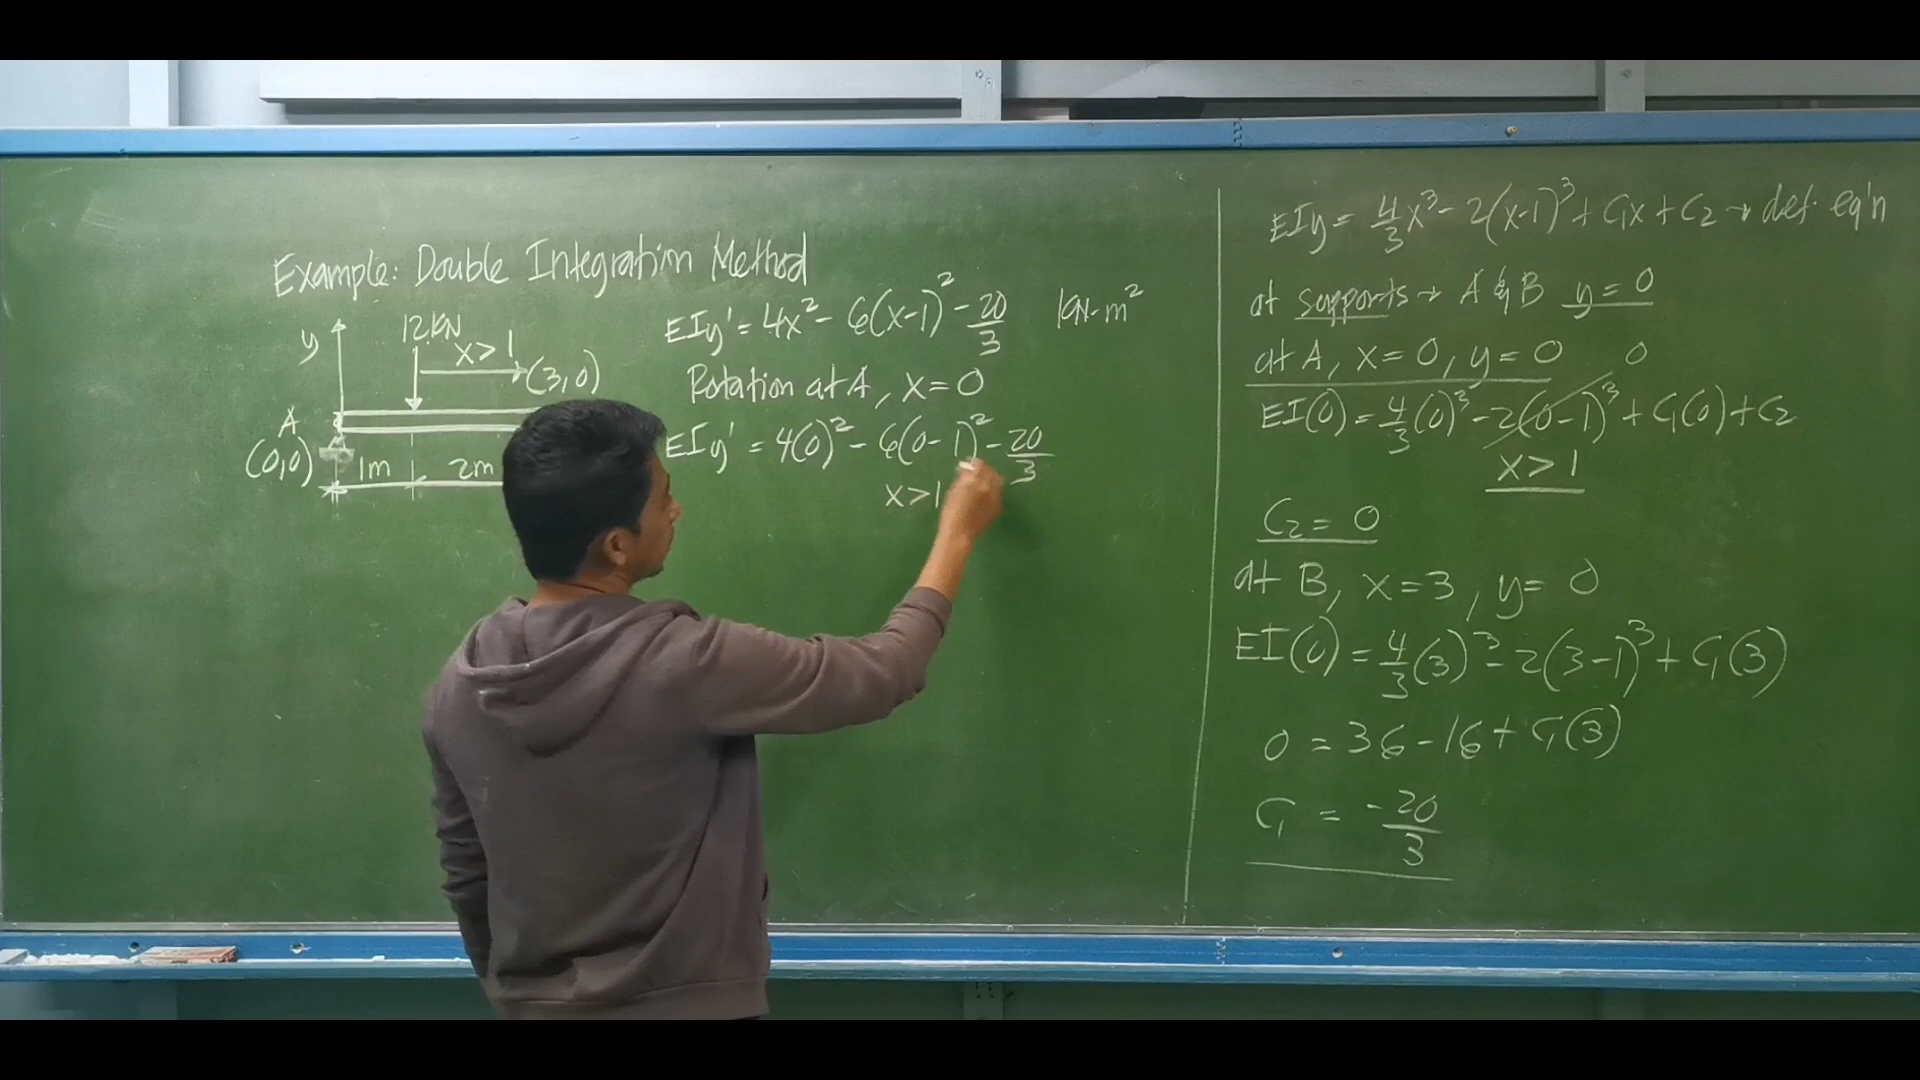 Example: Double Integration Method
y
12KN
x>1
(3,0)
A
(0,0)
1m
2m
EIy' = 4x² - 6(x-1)² - 20/3 kN-m²
Rotation at A, x=0
EIy' = 4(0)² - 6(0-1)² - 20/3
x>1
EIy = 4/3x³ - 2(x-1)³ + C₁x + C₂ → def. eq'n
at supports → A & B y=0
at A, x=0, y=0 0
EI(0) = 4/3(0)³ - 2(0-1)³ + C₁(0) + C₂
x>1
C₂ = 0
at B, x=3, y=0
EI(0) = 4/3(3)³ - 2(3-1)³ + C₁(3)
0 = 36-16+C₁(3)
C₁ = -20/3